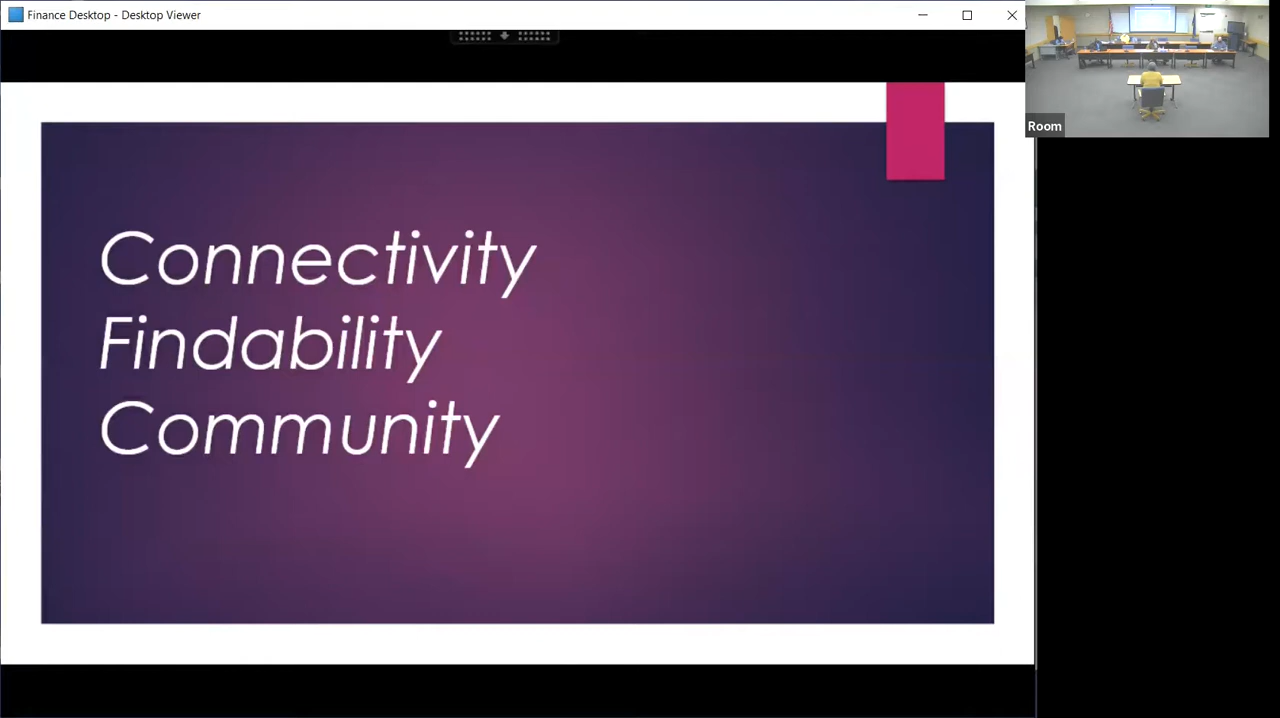 Finance Desktop - Desktop Viewer
Room
Connectivity
Findability
Community